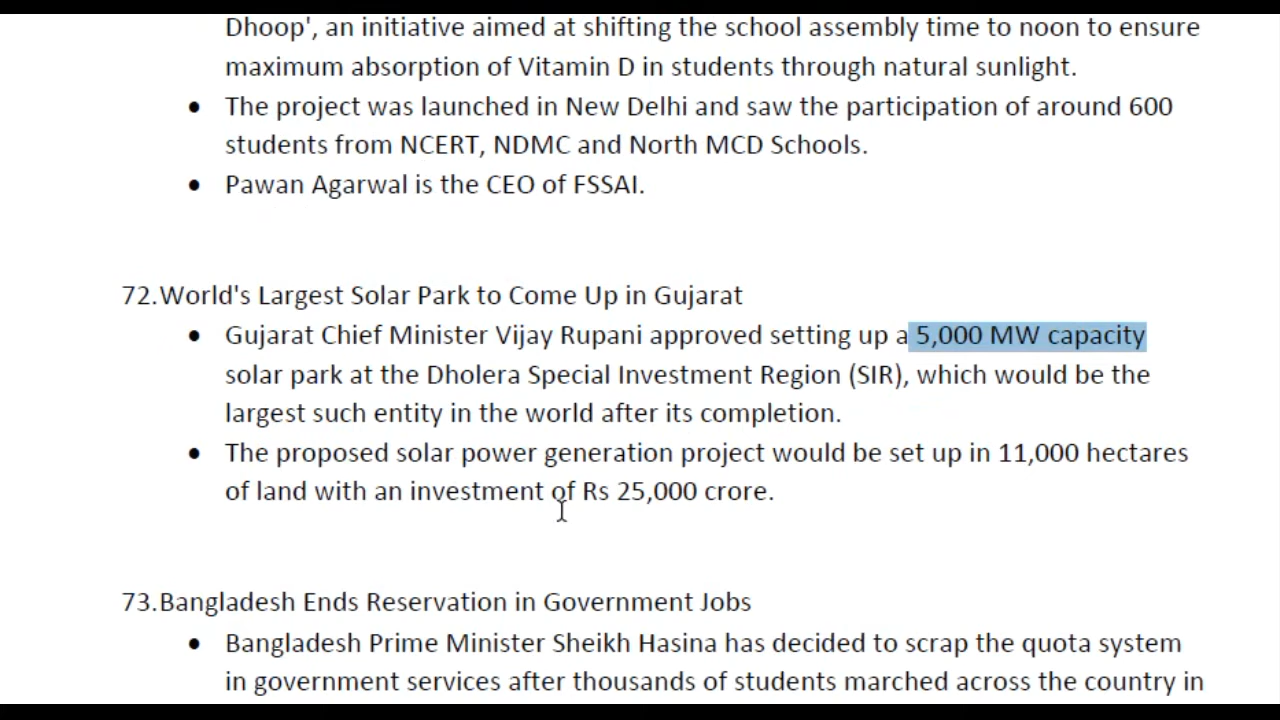 Dhoop', an initiative aimed at shifting the school assembly time to noon to ensure
maximum absorption of Vitamin D in students through natural sunlight.
• The project was launched in New Delhi and saw the participation of around 600
students from NCERT, NDMC and North MCD Schools.
• Pawan Agarwal is the CEO of FSSAI.
72.World's Largest Solar Park to Come Up in Gujarat
• Gujarat Chief Minister Vijay Rupani approved setting up a 5,000 MW capacity
solar park at the Dholera Special Investment Region (SIR), which would be the
largest such entity in the world after its completion.
• The proposed solar power generation project would be set up in 11,000 hectares
of land with an investment of Rs 25,000 crore.
73.Bangladesh Ends Reservation in Government Jobs
• Bangladesh Prime Minister Sheikh Hasina has decided to scrap the quota system
in government services after thousands of students marched across the country in